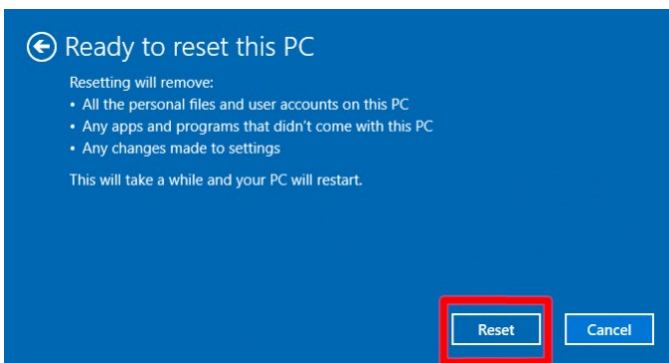 Ready to reset this PC
Resetting will remove:
• All the personal files and user accounts on this PC
• Any apps and programs that didn't come with this PC
• Any changes made to settings
This will take a while and your PC will restart.
Reset Cancel